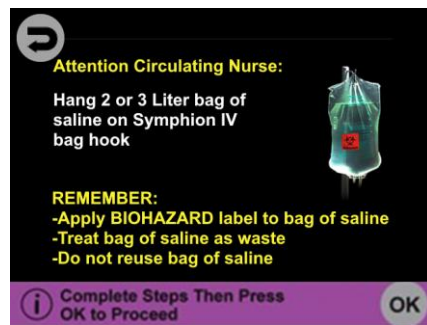 Attention Circulating Nurse:
Hang 2 or 3 Liter bag of
saline on Symphion IV
bag hook
REMEMBER:
-Apply BIOHAZARD label to bag of saline
-Treat bag of saline as waste
-Do not reuse bag of saline
Complete Steps Then Press
OK to Proceed
OK